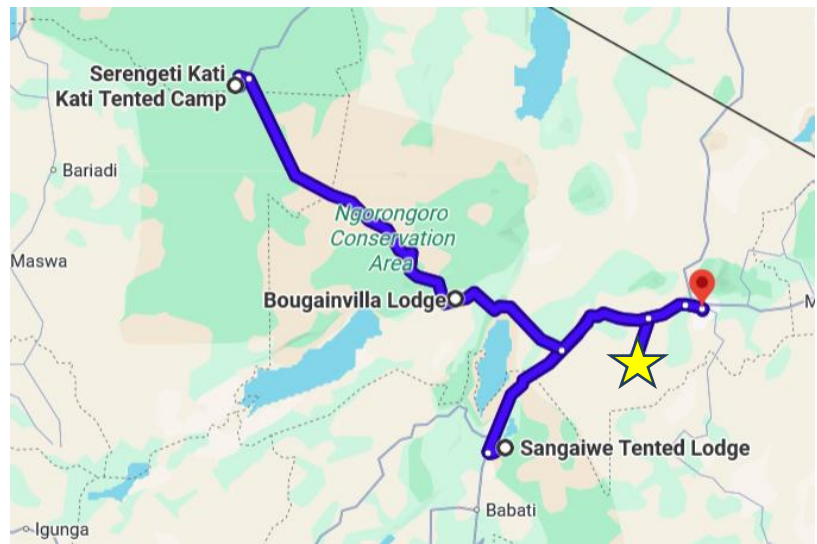 Serengeti Kati
Kati Tented Camp
Bariadi
Ngorongoro
Conservation
Area
Maswa
Bougainvilla Lodge
M
Sangaiwe Tented Lodge
Babati
Igunga